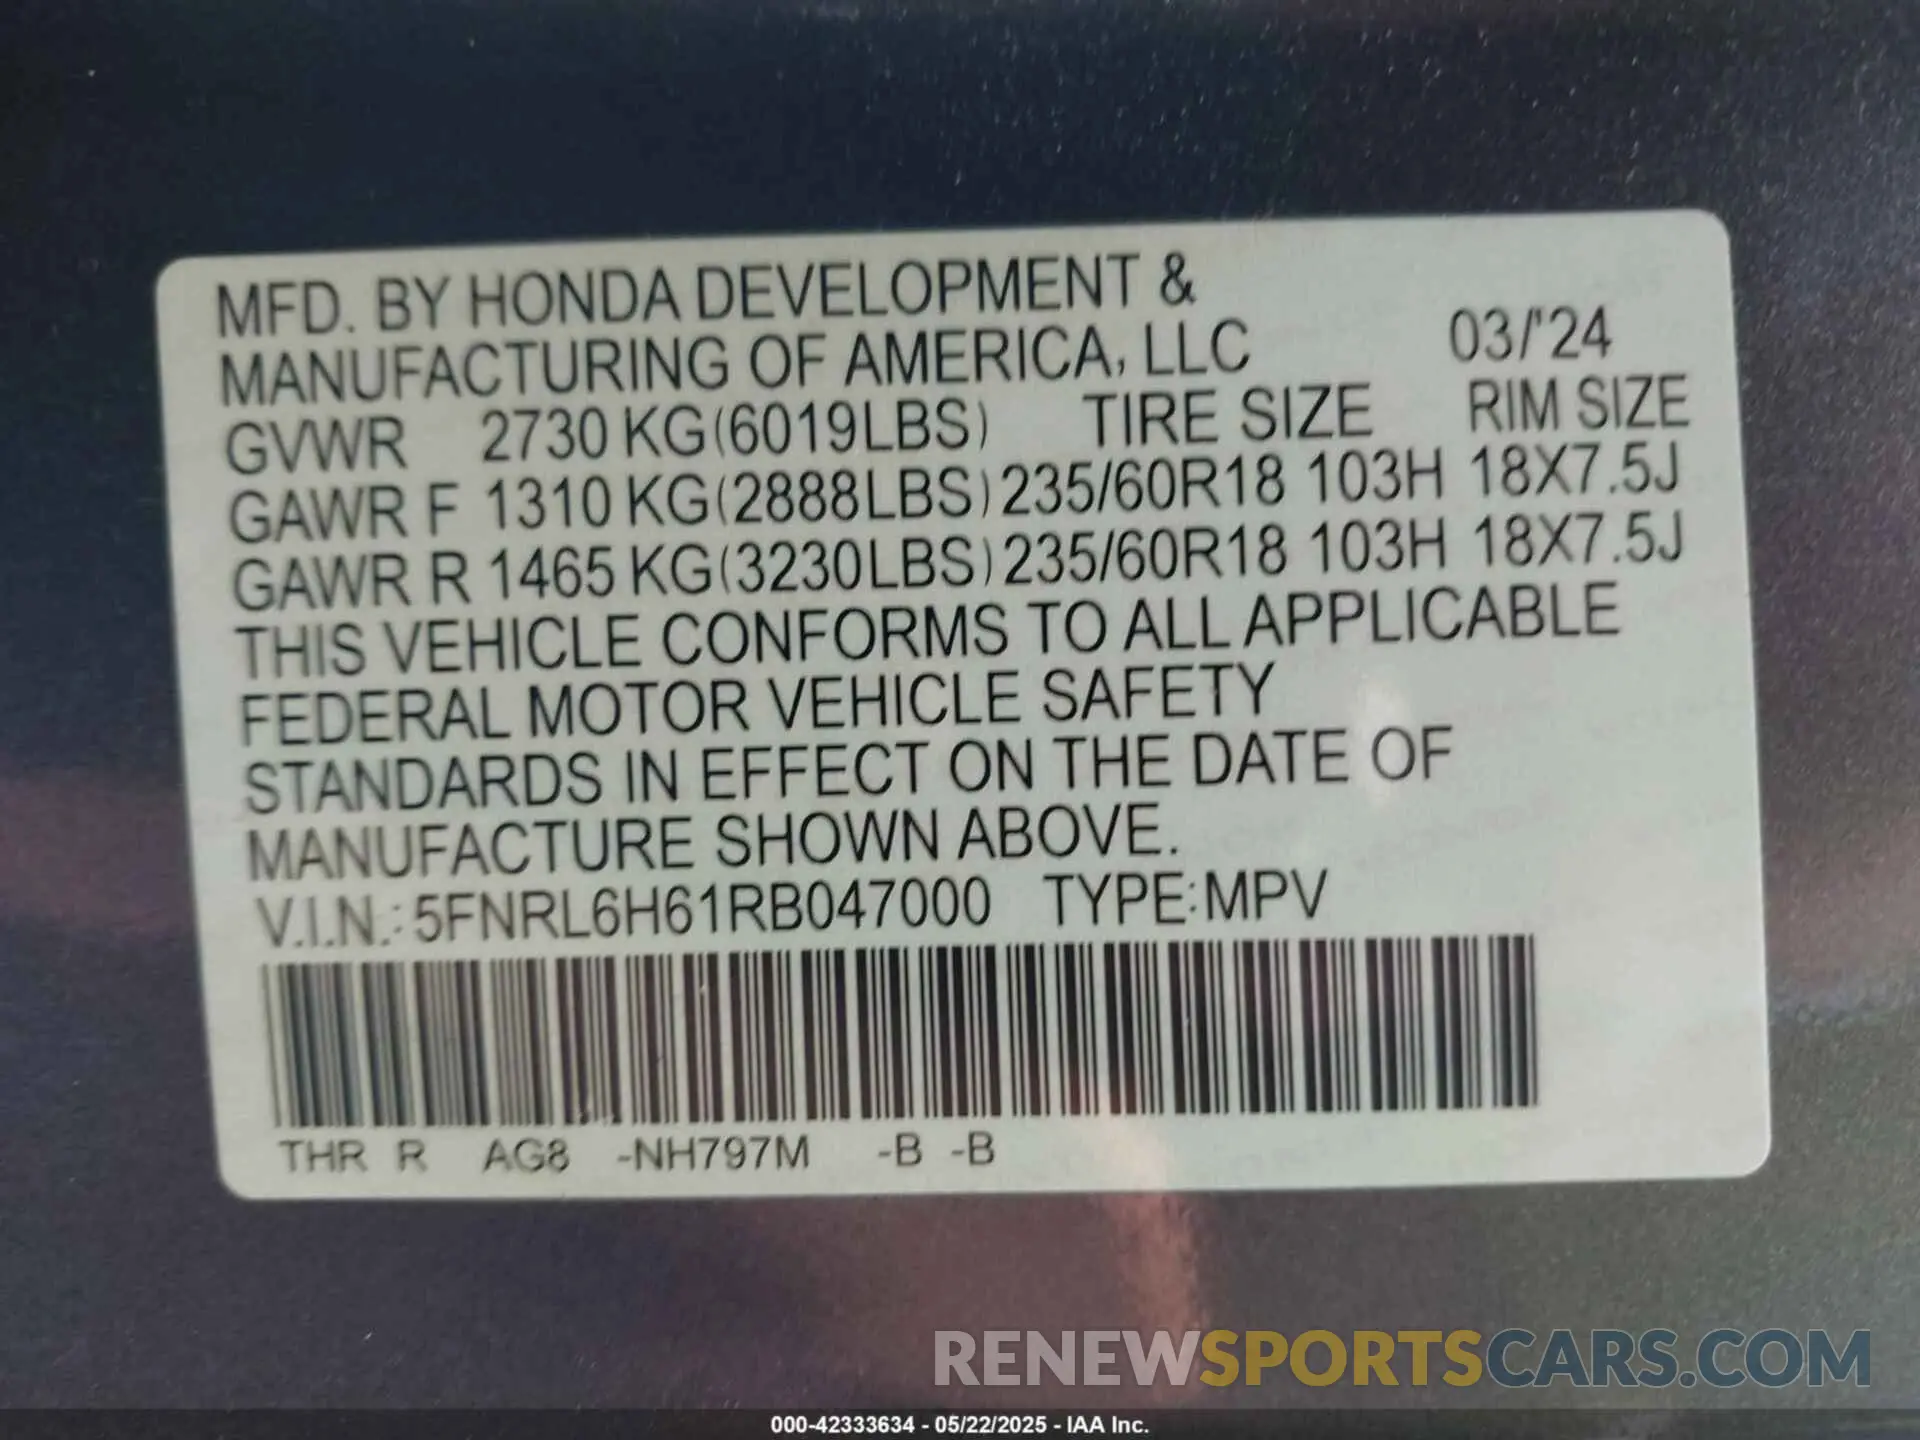 MFD. BY HONDA DEVELOPMENT &
MANUFACTURING OF AMERICA, LLC 03/'24
GVWR 2730 KG(6019LBS) TIRE SIZE RIM SIZE
GAWR F 1310 KG(2888LBS) 235/60R18 103H 18X7.5J
GAWR R 1465 KG(3230LBS) 235/60R18 103H 18X7.5J
THIS VEHICLE CONFORMS TO ALL APPLICABLE
FEDERAL MOTOR VEHICLE SAFETY
STANDARDS IN EFFECT ON THE DATE OF
MANUFACTURE SHOWN ABOVE.
V.I.N.: 5FNRL6H61RB047000 TYPE:MPV
THR R AG8 -NH797M -B -B
RENEWSPORTSCARS.COM
000-42333634 - 05/22/2025 - IAA Inc.